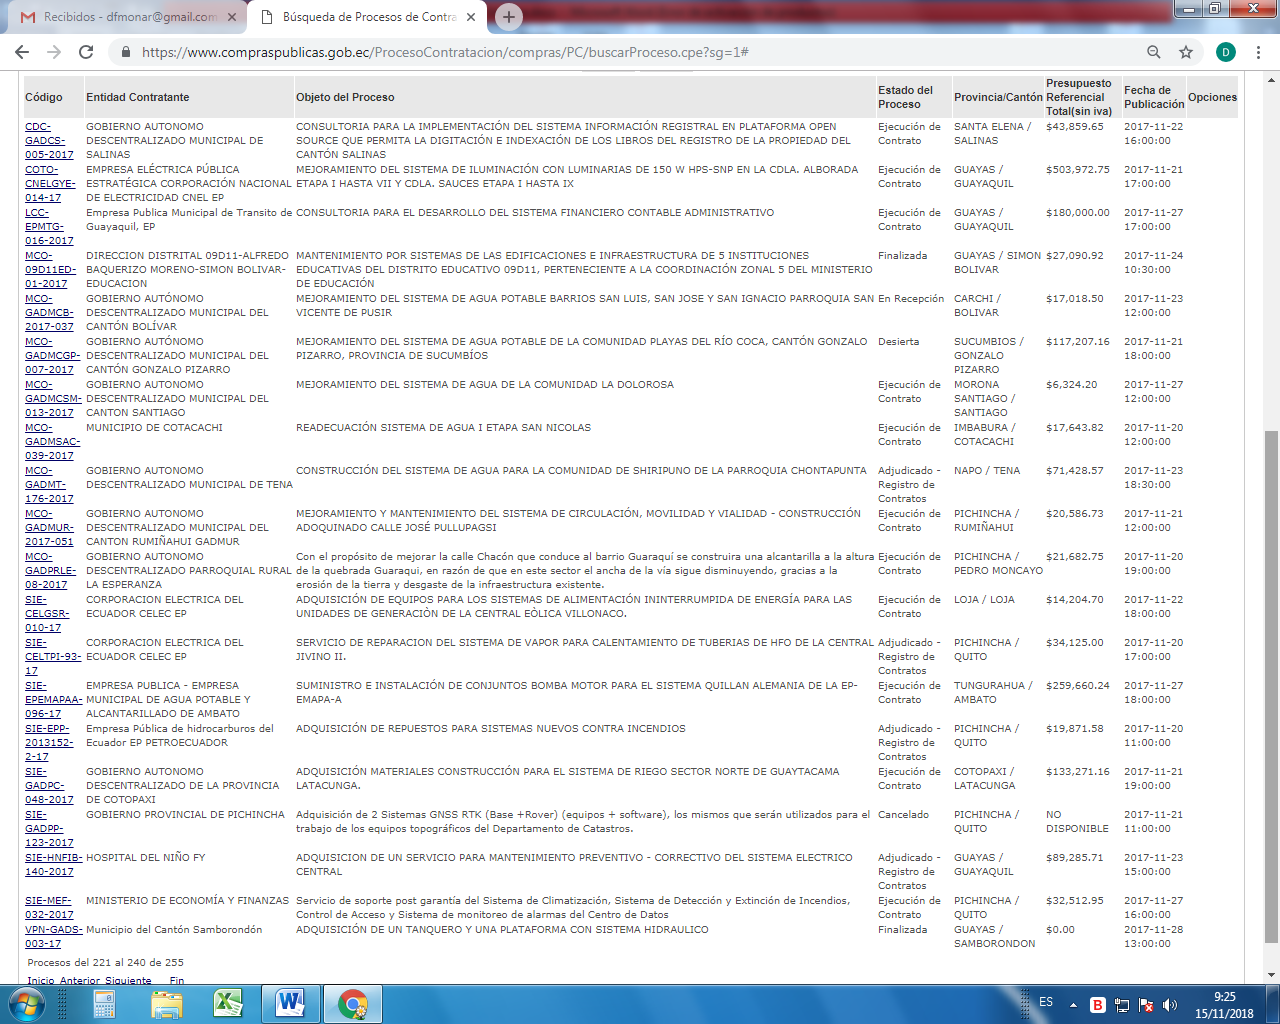 Recibidos - dfmonar@gmail.com
Búsqueda de Procesos de Contra
https://www.compraspublicas.gob.ec/ProcesoContratacion/compras/PC/buscarProceso.cpe?sg=1#
D
Código Entidad Contratante Objeto del Proceso Estado del Proceso Provincia/Cantón Presupuesto Referencial Total(sin iva) Fecha de Publicación Opciones
CDC- GOBIERNO AUTONOMO CONSULTORIA PARA LA IMPLEMENTACIÓN DEL SISTEMA INFORMACIÓN REGISTRAL EN PLATAFORMA OPEN Ejecución de SANTA ELENA / $43,859.65 2017-11-22
GADCS- DESCENTRALIZADO MUNICIPAL DE SOURCE QUE PERMITA LA DIGITACIÓN E INDEXACIÓN DE LOS LIBROS DEL REGISTRO DE LA PROPIEDAD DEL Contrato SALINAS 16:00:00
005-2017 SALINAS CANTÓN SALINAS
COTO- EMPRESA ELÉCTRICA PÚBLICA MEJORAMIENTO DEL SISTEMA DE ILUMINACIÓN CON LUMINARIAS DE 150 W HPS-SNP EN LA CDLA. ALBORADA Ejecución de GUAYAS / $503,972.75 2017-11-21
CNELGYE- ESTRATÉGICA CORPORACIÓN NACIONAL ETAPA I HASTA VII Y CDLA. SAUCES ETAPA I HASTA IX Contrato GUAYAQUIL 17:00:00
014-17 DE ELECTRICIDAD CNEL EP
LCC- Empresa Publica Municipal de Transito de CONSULTORIA PARA EL DESARROLLO DEL SISTEMA FINANCIERO CONTABLE ADMINISTRATIVO Ejecución de GUAYAS / $180,000.00 2017-11-27
EPMTG- Guayaquil, EP Contrato GUAYAQUIL 17:00:00
016-2017
MCO- DIRECCION DISTRITAL 09D11-ALFREDO MANTENIMIENTO POR SISTEMAS DE LAS EDIFICACIONES E INFRAESTRUCTURA DE 5 INSTITUCIONES Finalizada GUAYAS / SIMON $27,090.92 2017-11-24
09D11ED- BAQUERIZO MORENO-SIMON BOLIVAR- EDUCATIVAS DEL DISTRITO EDUCATIVO 09D11, PERTENECIENTE A LA COORDINACIÓN ZONAL 5 DEL MINISTERIO BOLIVAR 10:30:00
01-2017 EDUCACION DE EDUCACIÓN
MCO- GOBIERNO AUTÓNOMO MEJORAMIENTO DEL SISTEMA DE AGUA POTABLE BARRIOS SAN LUIS, SAN JOSE Y SAN IGNACIO PARROQUIA SAN En Recepción CARCHI / $17,018.50 2017-11-23
GADMCB- DESCENTRALIZADO MUNICIPAL DEL VICENTE DE PUSIR BOLIVAR 12:00:00
2017-037 CANTÓN BOLÍVAR
MCO- GOBIERNO AUTÓNOMO MEJORAMIENTO DEL SISTEMA DE AGUA POTABLE DE LA COMUNIDAD PLAYAS DEL RÍO COCA, CANTÓN GONZALO Desierta SUCUMBIOS / $117,207.16 2017-11-21
GADMCGP- DESCENTRALIZADO MUNICIPAL DEL PIZARRO, PROVINCIA DE SUCUMBÍOS GONZALO 18:00:00
007-2017 CANTÓN GONZALO PIZARRO PIZARRO
MCO- GOBIERNO AUTONOMO MEJORAMIENTO DEL SISTEMA DE AGUA DE LA COMUNIDAD LA DOLOROSA Ejecución de MORONA $6,324.20 2017-11-27
GADMCSM- DESCENTRALIZADO MUNICIPAL DEL Contrato SANTIAGO / 12:00:00
013-2017 CANTON SANTIAGO SANTIAGO
MCO- MUNICIPIO DE COTACACHI READECUACIÓN SISTEMA DE AGUA I ETAPA SAN NICOLAS Ejecución de IMBABURA / $17,643.82 2017-11-20
GADMSAC- Contrato COTACACHI 12:00:00
039-2017
MCO- GOBIERNO AUTONOMO CONSTRUCCIÓN DEL SISTEMA DE AGUA PARA LA COMUNIDAD DE SHIRIPUNO DE LA PARROQUIA CHONTAPUNTA Adjudicado - NAPO / TENA $71,428.57 2017-11-23
GADMT- DESCENTRALIZADO MUNICIPAL DE TENA Registro de 18:30:00
176-2017 Contratos
MCO- GOBIERNO AUTONOMO MEJORAMIENTO Y MANTENIMIENTO DEL SISTEMA DE CIRCULACIÓN, MOVILIDAD Y VIALIDAD - CONSTRUCCIÓN Ejecución de PICHINCHA / $20,586.73 2017-11-21
GADMUR- DESCENTRALIZADO MUNICIPAL DEL ADOQUINADO CALLE JOSÉ PULLUPAGSI Contrato RUMIÑAHUI 12:00:00
2017-051 CANTON RUMIÑAHUI GADMUR
MCO- GOBIERNO AUTONOMO Con el propósito de mejorar la calle Chacón que conduce al barrio Guaraquí se construira una alcantarilla a la altura Ejecución de PICHINCHA / $21,682.75 2017-11-20
GADPRLE- DESCENTRALIZADO PARROQUIAL RURAL de la quebrada Guaraqui, en razón de que en este sector el ancha de la vía sigue disminuyendo, gracias a la Contrato PEDRO MONCAYO 19:00:00
08-2017 LA ESPERANZA erosión de la tierra y desgaste de la infraestructura existente.
SIE- CORPORACION ELECTRICA DEL ADQUISICIÓN DE EQUIPOS PARA LOS SISTEMAS DE ALIMENTACIÓN ININTERRUMPIDA DE ENERGÍA PARA LAS Ejecución de LOJA / LOJA $14,204.70 2017-11-22
CELGSR- ECUADOR CELEC EP UNIDADES DE GENERACIÒN DE LA CENTRAL EÒLICA VILLONACO. Contrato 18:00:00
010-17
SIE- CORPORACION ELECTRICA DEL SERVICIO DE REPARACION DEL SISTEMA DE VAPOR PARA CALENTAMIENTO DE TUBERIAS DE HFO DE LA CENTRAL Adjudicado - PICHINCHA / $34,125.00 2017-11-20
CELTPI-93- ECUADOR CELEC EP JIVINO II. Registro de QUITO 17:00:00
17 Contratos
SIE- EMPRESA PUBLICA - EMPRESA SUMINISTRO E INSTALACIÓN DE CONJUNTOS BOMBA MOTOR PARA EL SISTEMA QUILLAN ALEMANIA DE LA EP- Ejecución de TUNGURAHUA / $259,660.24 2017-11-27
EPEMAPAA- MUNICIPAL DE AGUA POTABLE Y EMAPA-A Contrato AMBATO 18:00:00
096-17 ALCANTARILLADO DE AMBATO
SIE-EPP- Empresa Pública de hidrocarburos del ADQUISICIÓN DE REPUESTOS PARA SISTEMAS NUEVOS CONTRA INCENDIOS Adjudicado - PICHINCHA / $19,871.58 2017-11-20
2013152- Ecuador EP PETROECUADOR Registro de QUITO 11:00:00
2-17 Contratos
SIE- GOBIERNO AUTONOMO ADQUISICIÓN MATERIALES CONSTRUCCIÓN PARA EL SISTEMA DE RIEGO SECTOR NORTE DE GUAYTACAMA Ejecución de COTOPAXI / $133,271.16 2017-11-21
GADPC- DESCENTRALIZADO DE LA PROVINCIA LATACUNGA. Contrato LATACUNGA 19:00:00
048-2017 DE COTOPAXI
SIE- GOBIERNO PROVINCIAL DE PICHINCHA Adquisición de 2 Sistemas GNSS RTK (Base +Rover) (equipos + software), los mismos que serán utilizados para el Cancelado PICHINCHA / NO 2017-11-21
GADPP- trabajo de los equipos topográficos del Departamento de Catastros. QUITO DISPONIBLE 11:00:00
123-2017
SIE-HNFIB- HOSPITAL DEL NIÑO FY ADQUISICION DE UN SERVICIO PARA MANTENIMIENTO PREVENTIVO - CORRECTIVO DEL SISTEMA ELECTRICO Adjudicado - GUAYAS / $89,285.71 2017-11-23
140-2017 CENTRAL Registro de GUAYAQUIL 15:00:00
Contratos
SIE-MEF- MINISTERIO DE ECONOMÍA Y FINANZAS Servicio de soporte post garantía del Sistema de Climatización, Sistema de Detección y Extinción de Incendios, Ejecución de PICHINCHA / $32,512.95 2017-11-27
032-2017 Control de Acceso y Sistema de monitoreo de alarmas del Centro de Datos Contrato QUITO 16:00:00
VPN-GADS- Municipio del Cantón Samborondón ADQUISICIÓN DE UN TANQUERO Y UNA PLATAFORMA CON SISTEMA HIDRAULICO Finalizada GUAYAS / $0.00 2017-11-28
003-17 SAMBORONDON 13:00:00
Procesos del 221 al 240 de 255
Inicio Anterior Siguiente Fin
ES
9:25
15/11/2018